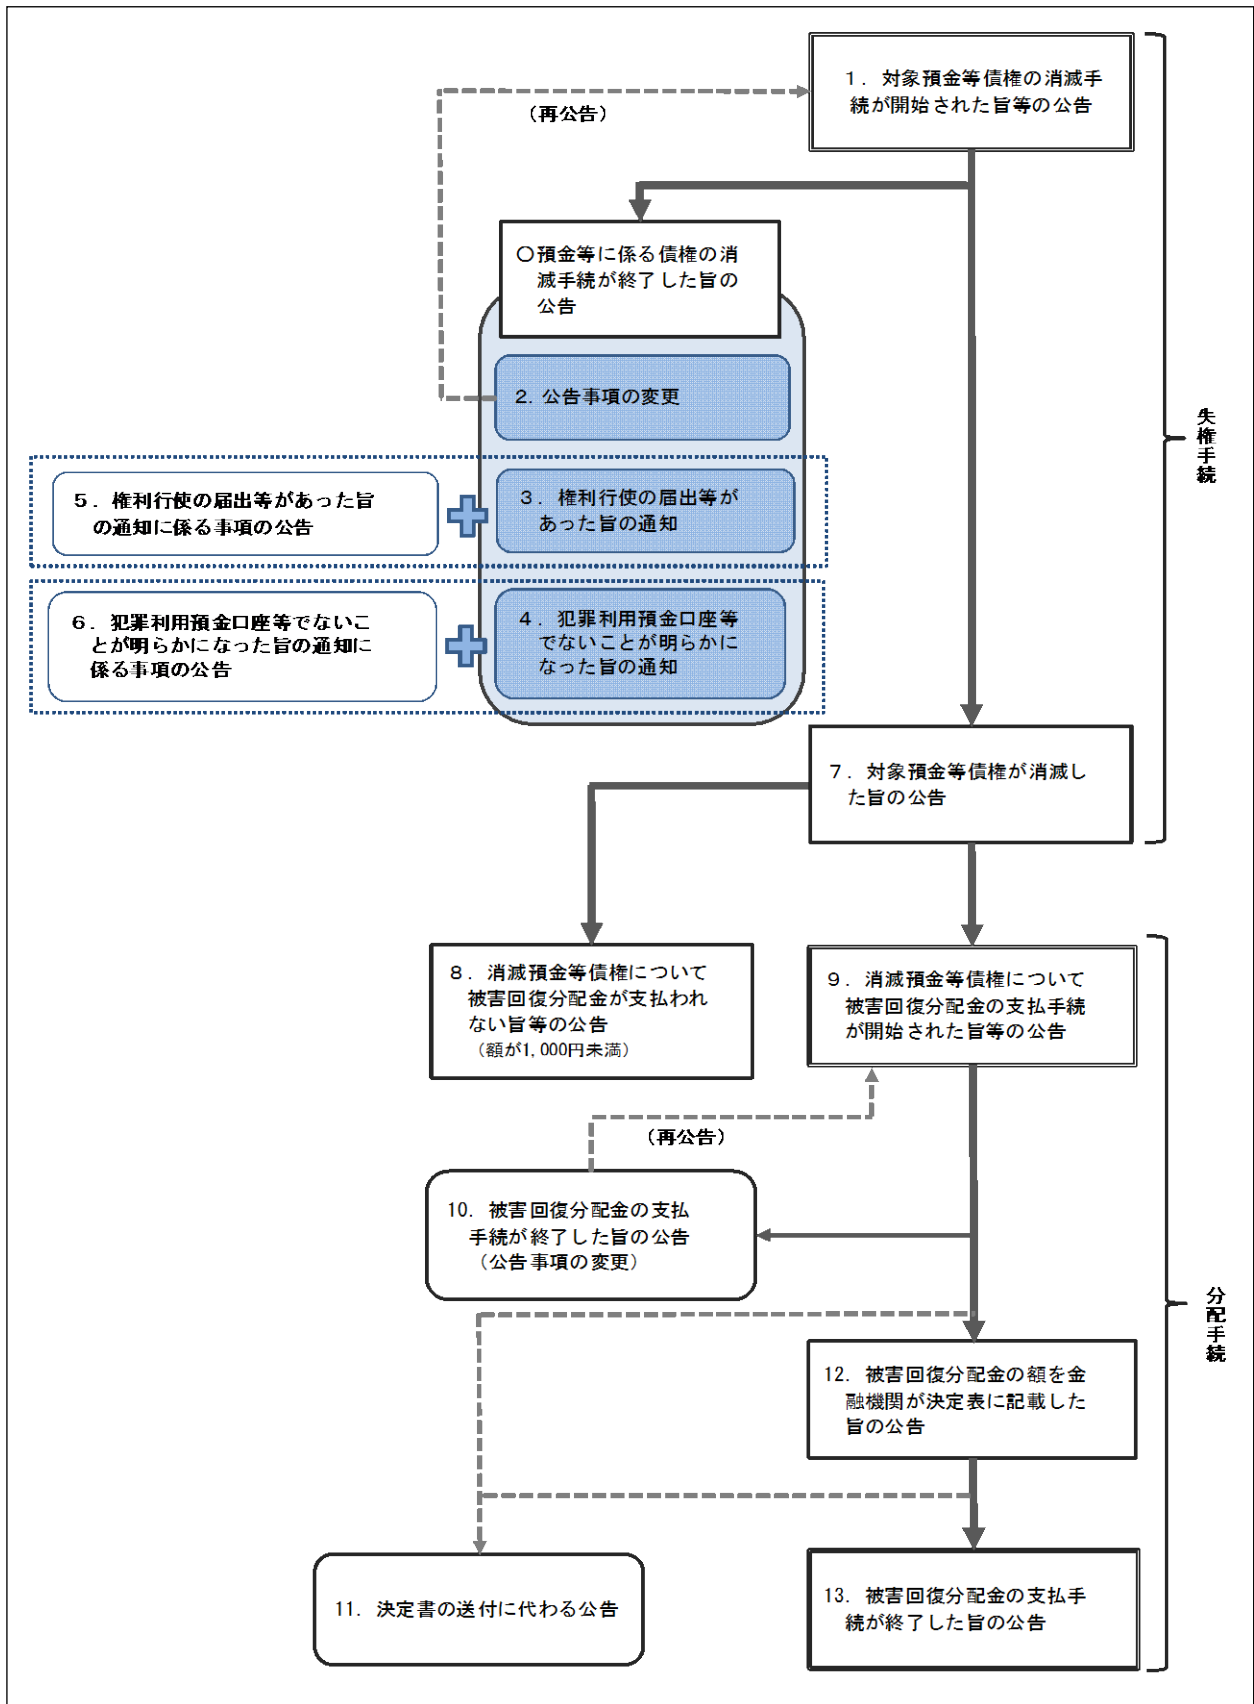 1．対象預金等債権の消滅手
続が開始された旨等の公告
（再公告）
〇預金等に係る債権の消
滅手続が終了した旨の
公告
2．公告事項の変更
失権手続
5．権利行使の届出等があった旨
の通知に係る事項の公告
3．権利行使の届出等が
あった旨の通知
6．犯罪利用預金口座等でないこ
とが明らかになった旨の通知に
係る事項の公告
4．犯罪利用預金口座等
でないことが明らかに
なった旨の通知
7．対象預金等債権が消滅し
た旨の公告
8．消滅預金等債権について
被害回復分配金が支払われ
ない旨等の公告
（額が1,000円未満）
9．消滅預金等債権について
被害回復分配金の支払手続
が開始された旨等の公告
（再公告）
10．被害回復分配金の支払
手続が終了した旨の公告
（公告事項の変更）
分配手続
12．被害回復分配金の額を金
融機関が決定表に記載した
旨の公告
11．決定書の送付に代わる公告
13．被害回復分配金の支払手
続が終了した旨の公告